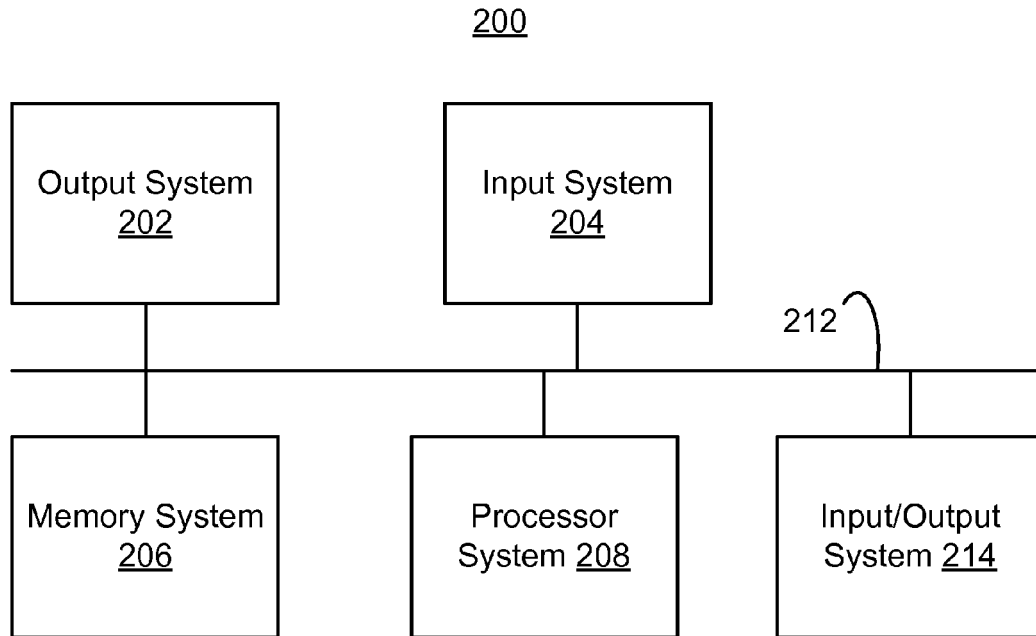 200
Output System
202
Input System
204
212
Memory System
206
Processor
System 208
Input/Output
System 214